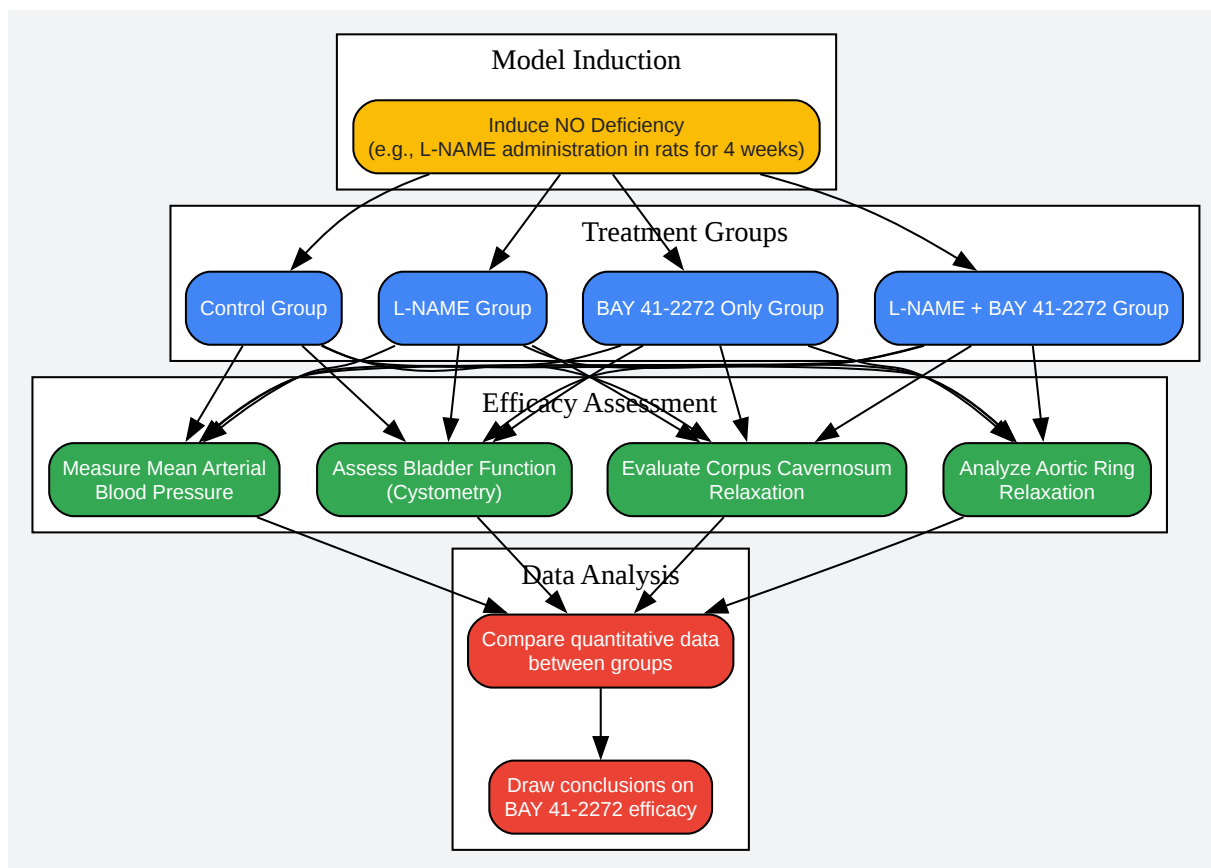 Model Induction
Induce NO Deficiency
(e.g., L-NAME administration in rats for 4 weeks)
Treatment Groups
Control Group
L-NAME Group
BAY 41-2272 Only Group
L-NAME + BAY 41-2272 Group
Efficacy Assessment
Measure Mean Arterial
Blood Pressure
Assess Bladder Function
(Cystometry)
Evaluate Corpus Cavernosum
Relaxation
Analyze Aortic Ring
Relaxation
Data Analysis
Compare quantitative data
between groups
Draw conclusions on
BAY 41-2272 efficacy